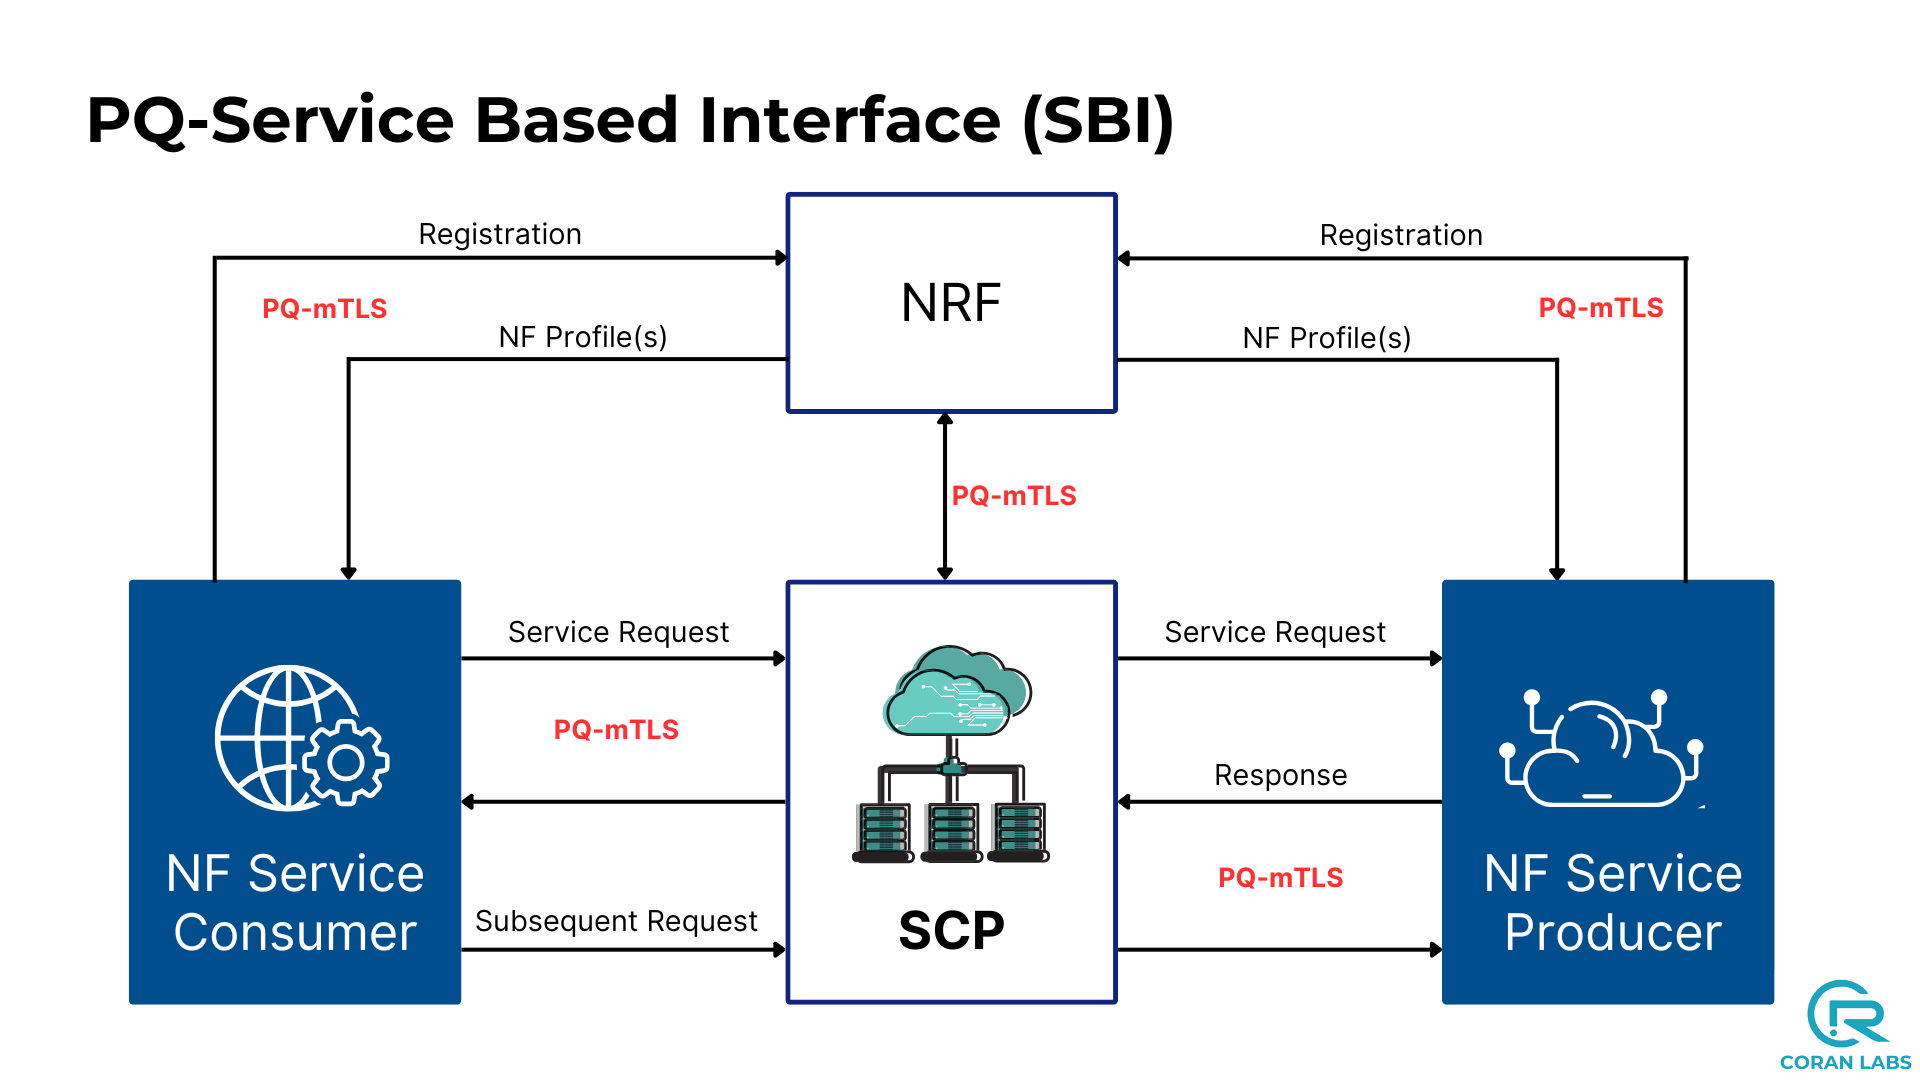 PQ-Service Based Interface (SBI)
Registration
Registration
PQ-mTLS
NRF
PQ-mTLS
NF Profile(s)
NF Profile(s)
PQ-mTLS
Service Request
Service Request
PQ-mTLS
Response
NF Service
Consumer
PQ-mTLS
NF Service
Producer
Subsequent Request
SCP
CORAN LABS